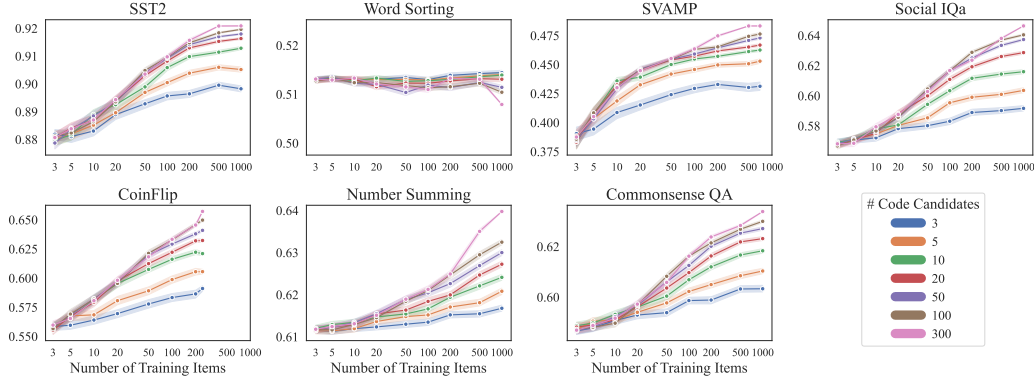 SST2
0.92
0.91
0.90
0.89
0.88
3 5 10 20 50 100 200 500 1000
Word Sorting
0.52
0.51
0.50
3 5 10 20 50 100 200 500 1000
SVAMP
0.475
0.450
0.425
0.400
0.375
3 5 10 20 50 100 200 500 1000
Social IQa
0.64
0.62
0.60
0.58
3 5 10 20 50 100 200 500 1000
CoinFlip
0.650
0.625
0.600
0.575
0.550
3 5 10 20 50 100 200 500 1000
Number of Training Items
Number Summing
0.64
0.63
0.62
0.61
3 5 10 20 50 100 200 500 1000
Number of Training Items
Commonsense QA
0.62
0.60
3 5 10 20 50 100 200 500 1000
Number of Training Items
# Code Candidates
3
5
10
20
50
100
300